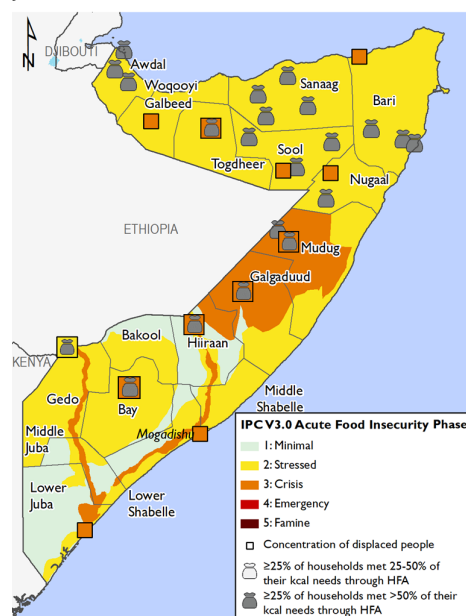 N
DJIBOUTI
Awdal
Woqooyi
Galbeed
Sanaag
Bari
Togdheer
Sool
Nugaal
ETHIOPIA
Mudug
Galgaduud
Hiiraan
Bakool
KENYA
Gedo
Bay
Middle
Shabelle
Mogadishu
Middle
Juba
Lower
Juba
Lower
Shabelle
IPC V3.0 Acute Food Insecurity Phase
1: Minimal
2: Stressed
3: Crisis
4: Emergency
5: Famine
Concentration of displaced people
≥25% of households met 25-50% of
their kcal needs through HFA
≥25% of households met >50% of their
kcal needs through HFA